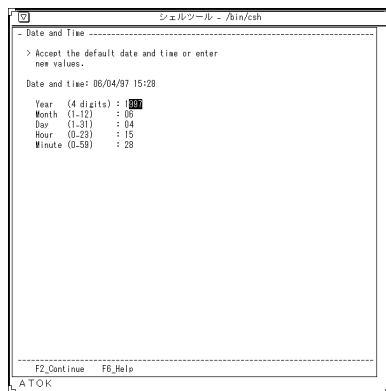 シェルツール - /bin/csh
- Date and Time -----------------------------------------------------------------
> Accept the default date and time or enter
new values.
Date and time: 06/04/97 15:28
Year (4 digits) : 1997
Month (1-12) : 06
Day (1-31) : 04
Hour (0-23) : 15
Minute (0-59) : 28
--------------------------------------------------------------------------------
F2_Continue F6_Help
ATOK